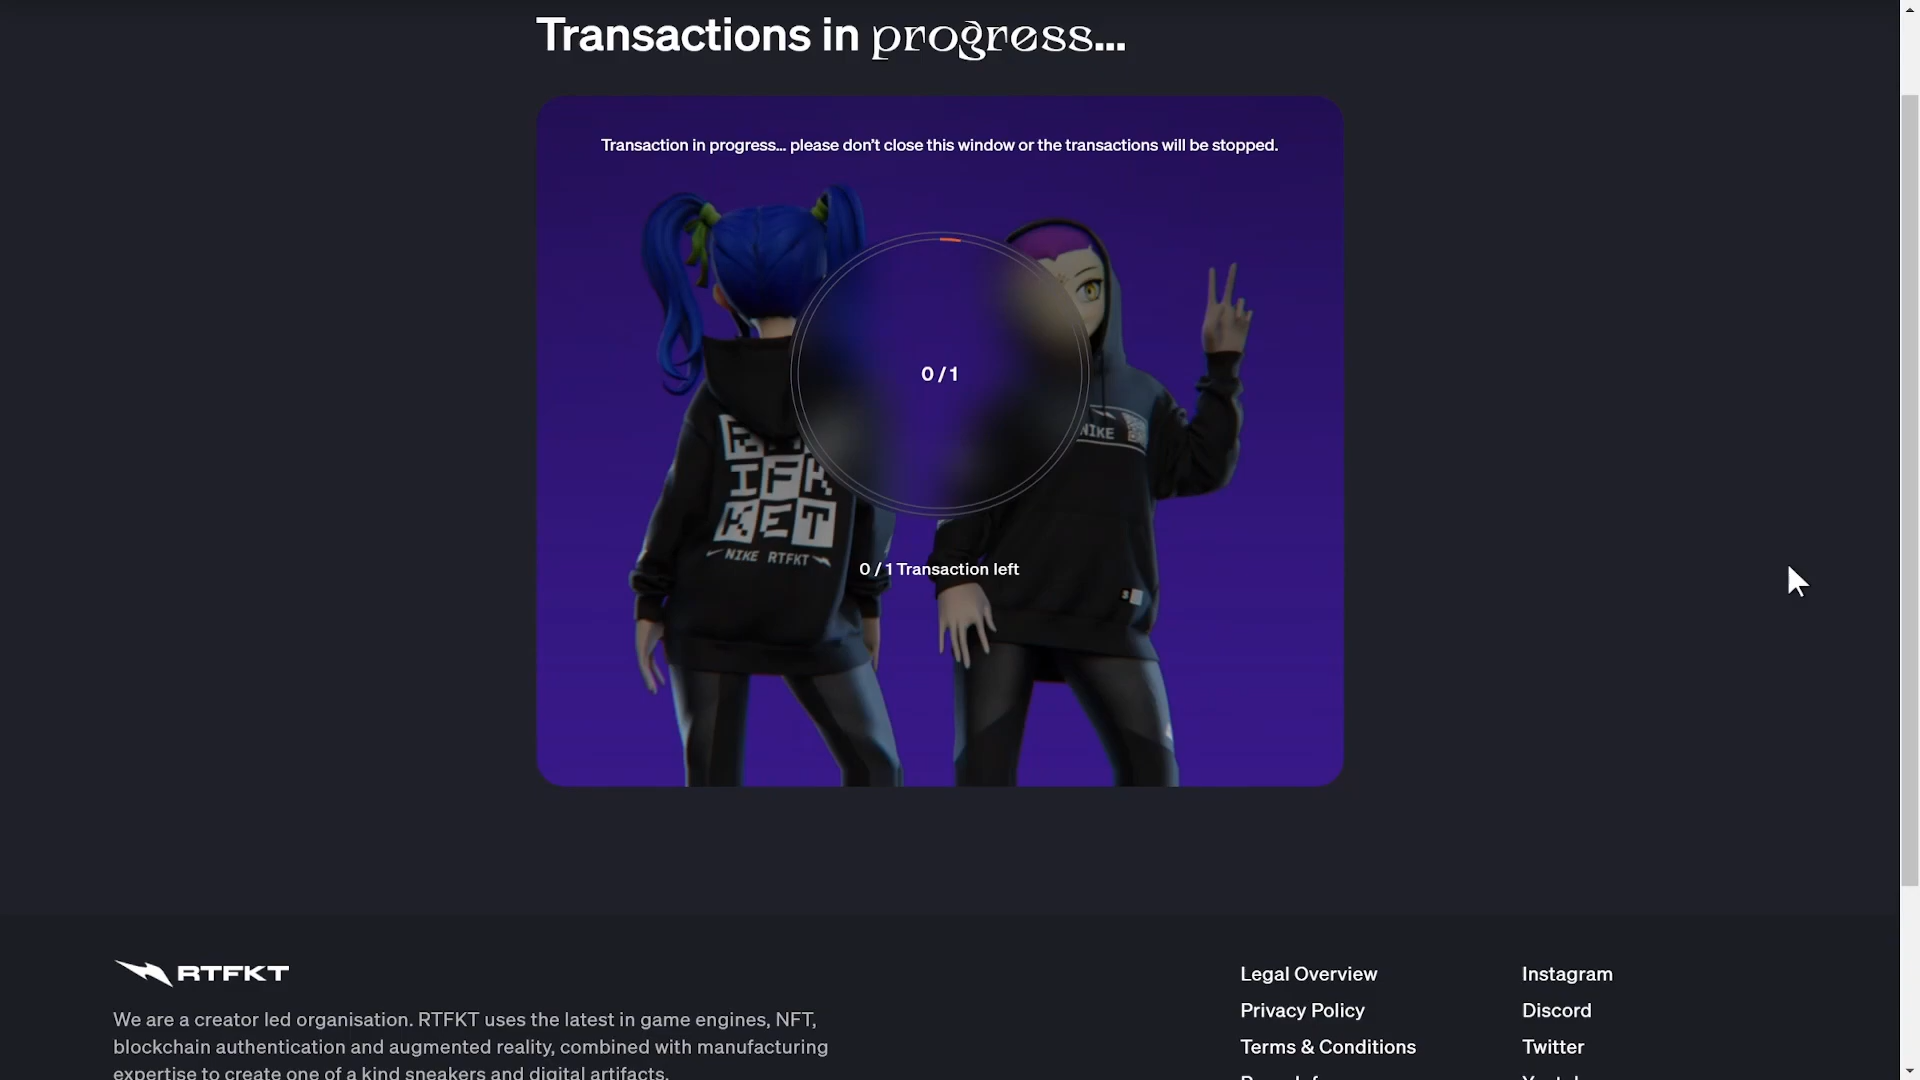 Transactions in progress...
Transaction in progress... please don't close this window or the transactions will be stopped.
0 / 1
NIKE
IFK
KET
NIKE RTFKT
0 / 1 Transaction left
RTFKT
We are a creator led organisation. RTFKT uses the latest in game engines, NFT,
blockchain authentication and augmented reality, combined with manufacturing
expertise to create one of a kind sneakers and digital artifacts.
Legal Overview
Privacy Policy
Terms & Conditions
Instagram
Discord
Twitter